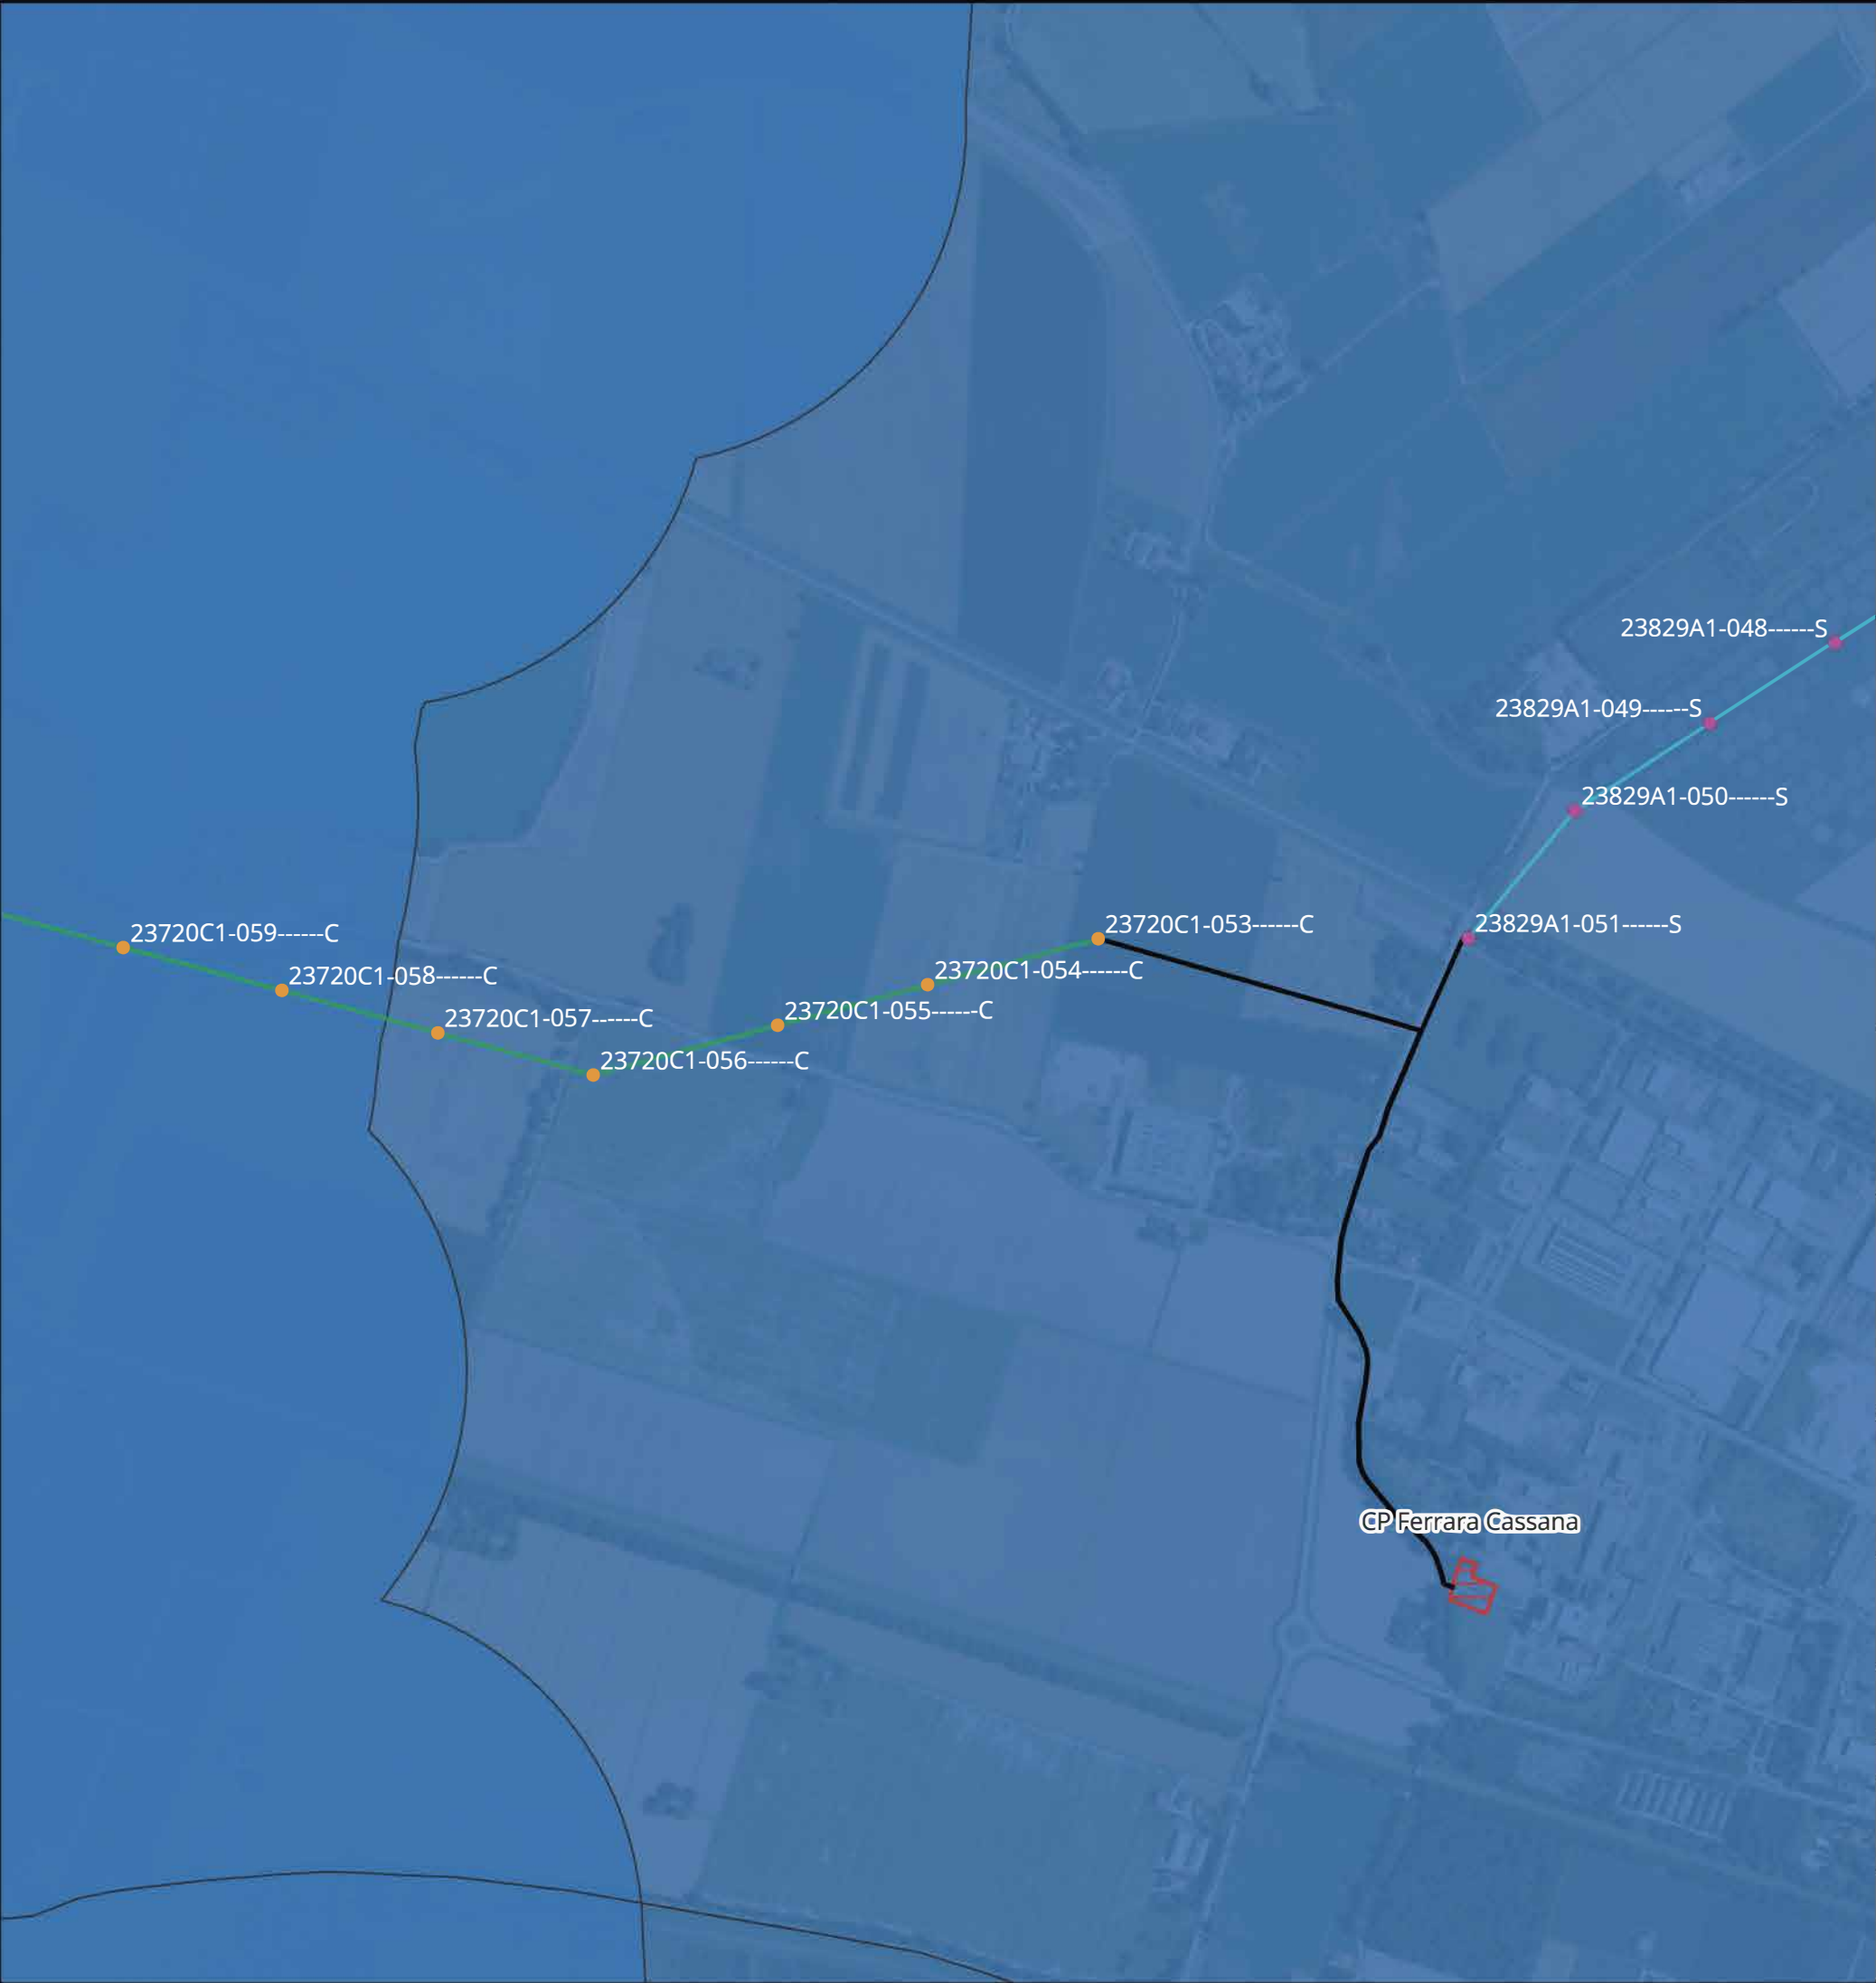 23829A1-048------S
23829A1-049------S
23829A1-050------S
23720C1-053------C
23829A1-051------S
23720C1-059------C
23720C1-054------C
23720C1-058------C
23720C1-055------C
23720C1-057------C
23720C1-056------C
CP Ferrara Cassana